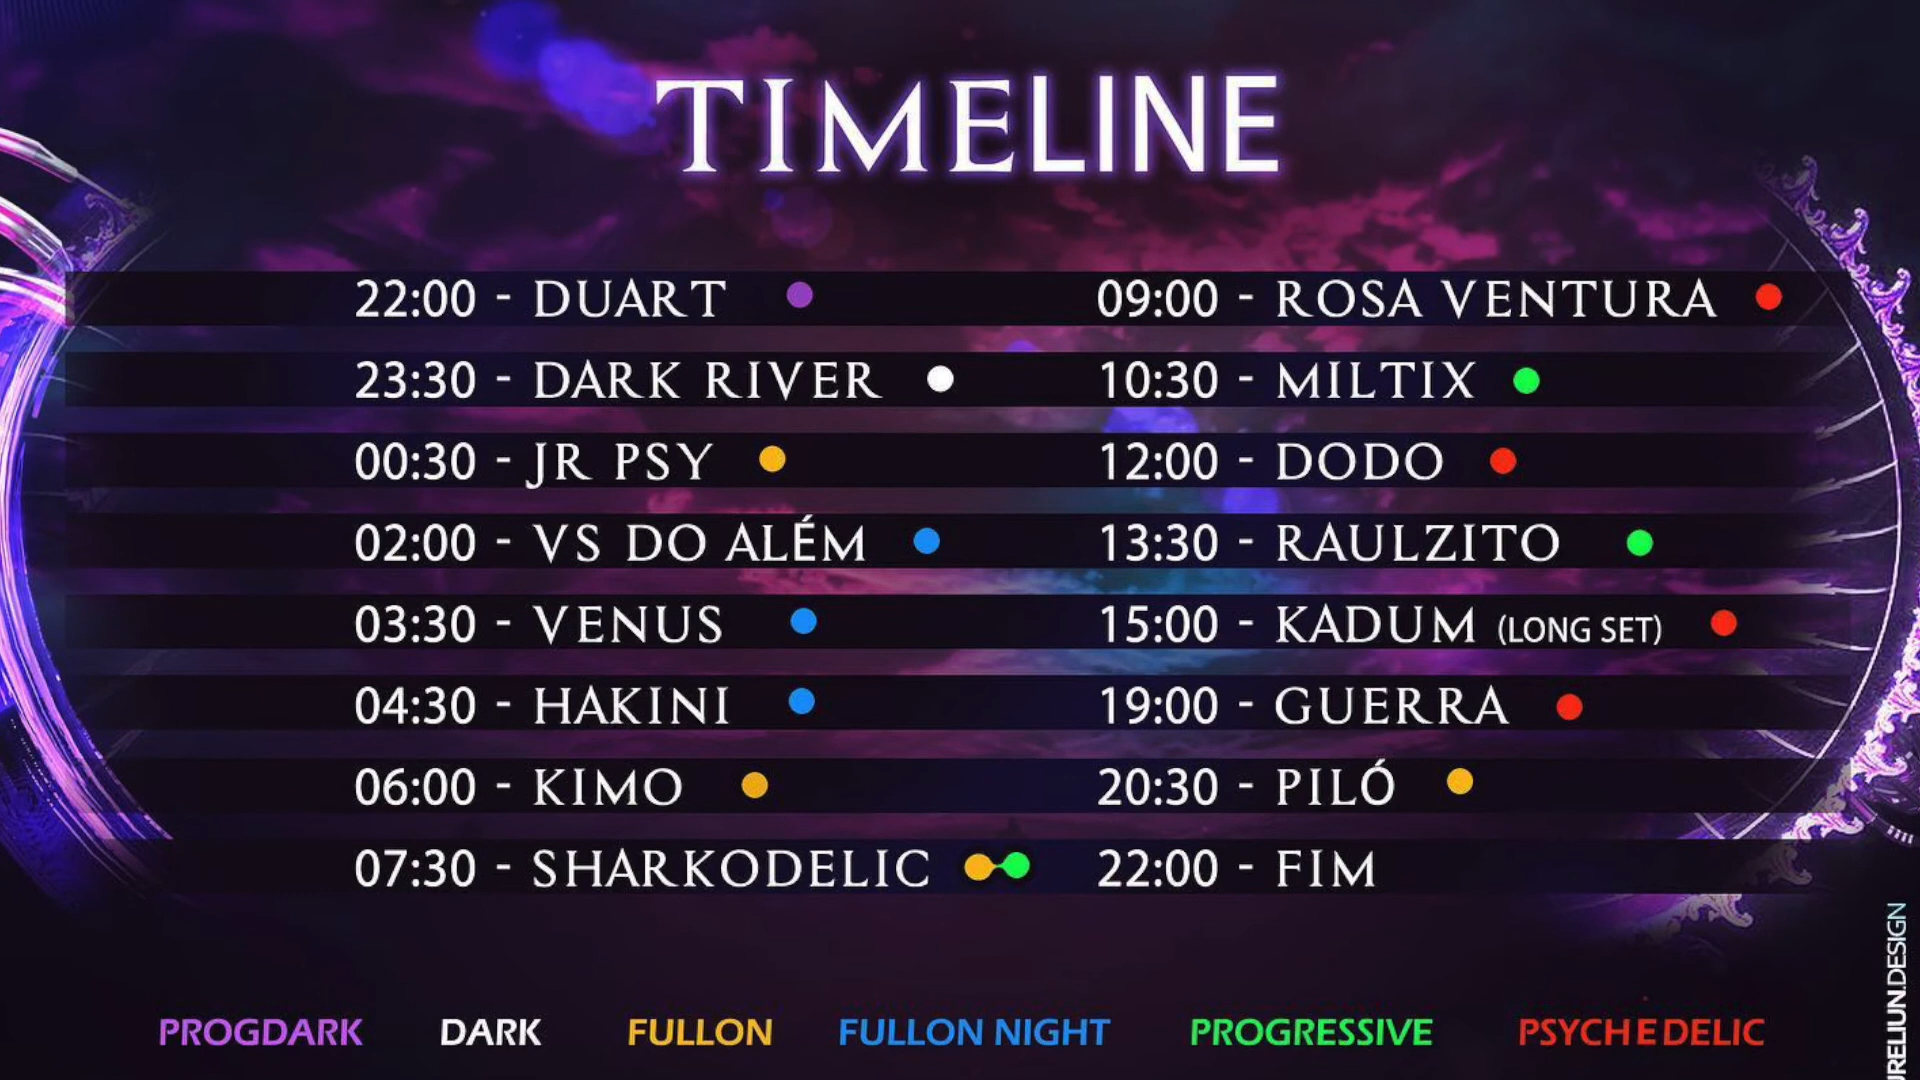 TIMELINE
22:00 - DUART
23:30 - DARK RIVER
00:30 - JR PSY
02:00 - VS DO ALÉM
03:30 - VENUS
04:30 - HAKINI
06:00 - KIMO
07:30 - SHARKODELIC
09:00 - ROSA VENTURA
10:30 - MILTIX
12:00 - DODO
13:30 - RAULZITO
15:00 - KADUM (LONG SET)
19:00 - GUERRA
20:30 - PILÓ
22:00 - FIM
PROGDARK DARK FULLON FULLON NIGHT PROGRESSIVE PSYCHEDELIC